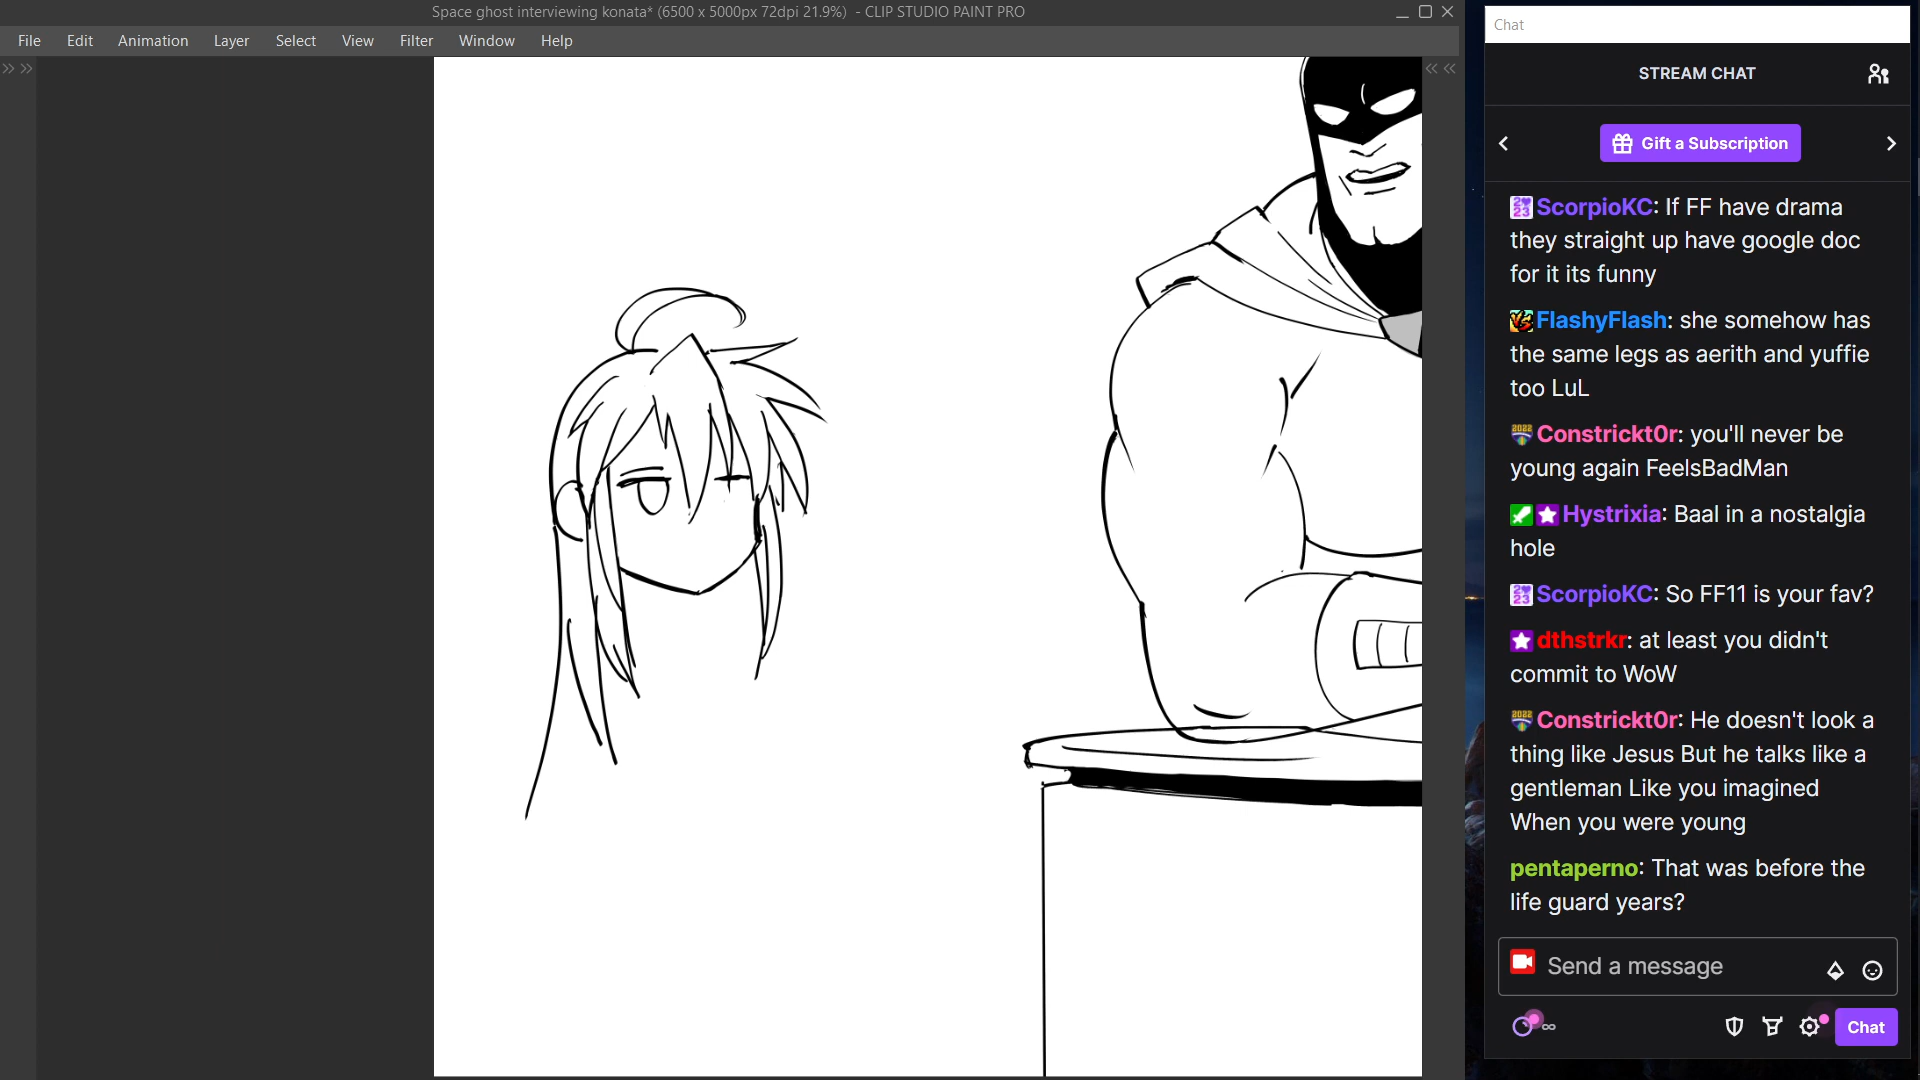 Space ghost interviewing konata* (6500 x 5000px 72dpi 21.9%) - CLIP STUDIO PAINT PRO
File Edit Animation Layer Select View Filter Window Help
Chat
STREAM CHAT
Gift a Subscription
ScorpioKC: If FF have drama
they straight up have google doc
for it its funny
FlashyFlash: she somehow has
the same legs as aerith and yuffie
too LuL
2022 Constrickt0r: you'll never be
young again FeelsBadMan
Hystrixia: Baal in a nostalgia
hole
ScorpioKC: So FF11 is your fav?
dthstrkr: at least you didn't
commit to WoW
2022 Constrickt0r: He doesn't look a
thing like Jesus But he talks like a
gentleman Like you imagined
When you were young
pentaperno: That was before the
life guard years?
Send a message
Chat